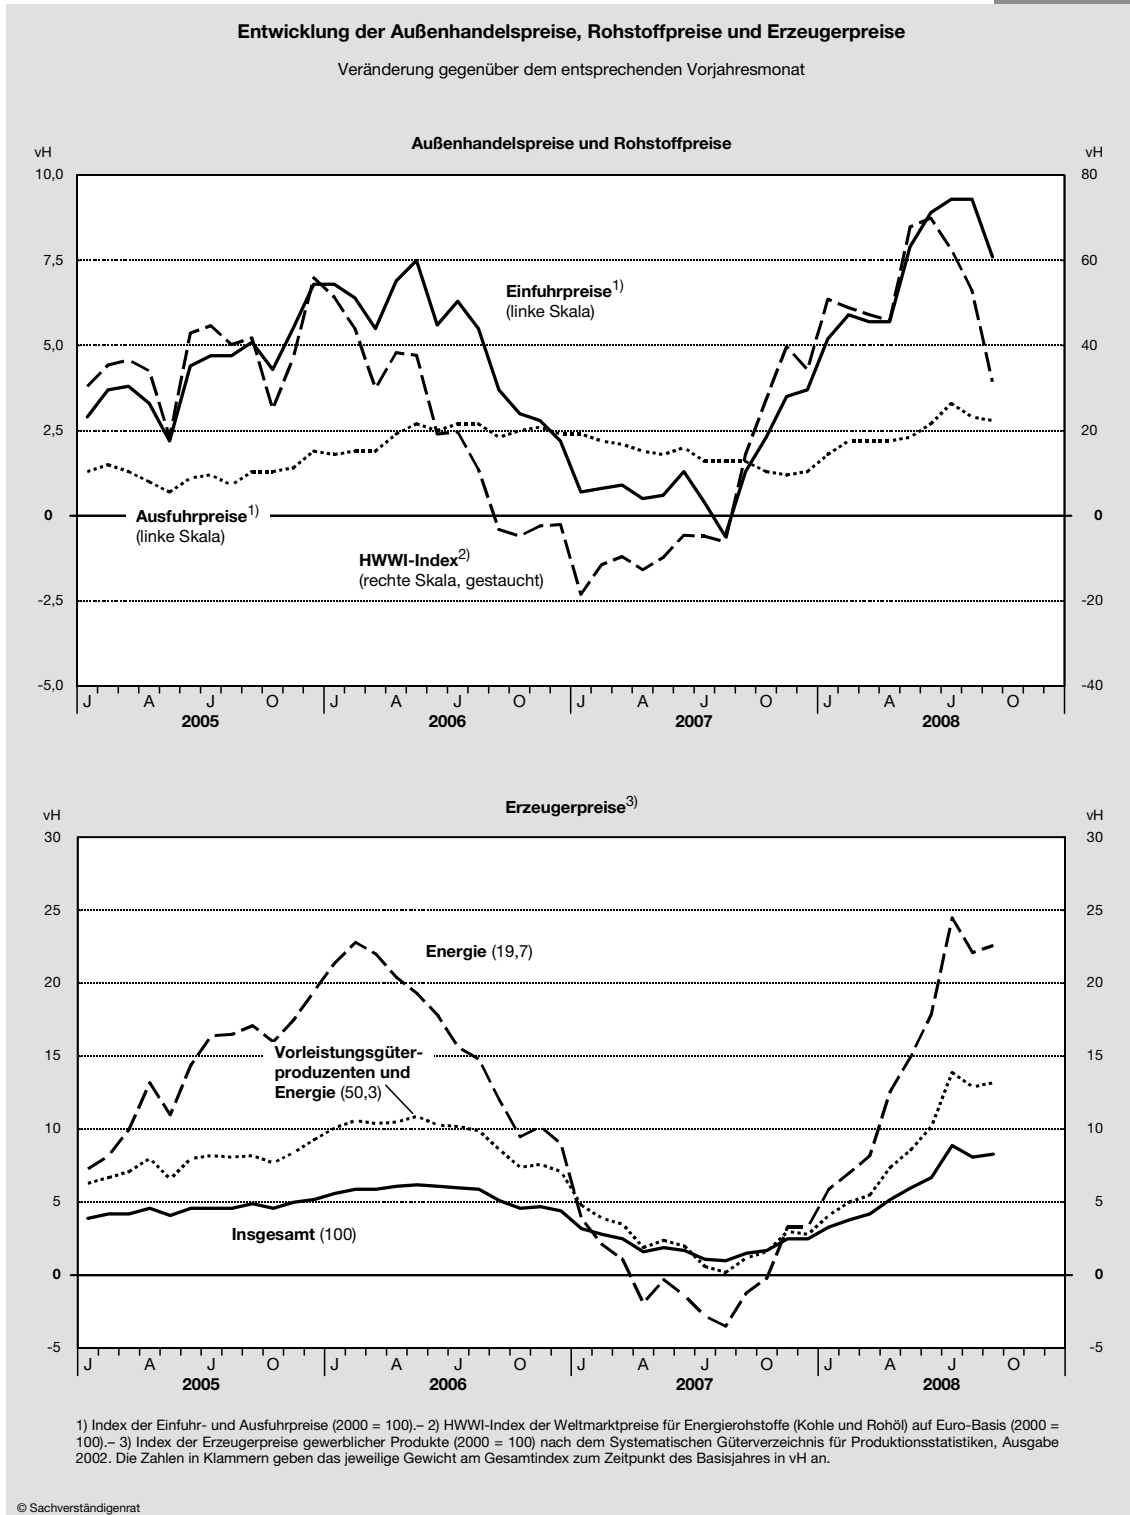 Entwicklung der Außenhandelspreise, Rohstoffpreise und Erzeugerpreise
Veränderung gegenüber dem entsprechenden Vorjahresmonat
Außenhandelspreise und Rohstoffpreise
vH vH
10,0 80
7,5 60
Einfuhrpreise1)
(linke Skala)
5,0 40
2,5 20
0 0
Ausfuhrpreise1)
(linke Skala)
HWWI-Index2)
(rechte Skala, gestaucht)
-2,5 -20
-5,0 -40
J A J O J A J O J A J O J A J O
2005 2006 2007 2008
Erzeugerpreise3)
vH vH
30 30
25 25
Energie (19,7)
20 20
15 15
Vorleistungsgüter-
produzenten und
Energie (50,3)
10 10
5 5
Insgesamt (100)
0 0
-5 -5
J A J O J A J O J A J O J A J O
2005 2006 2007 2008
1) Index der Einfuhr- und Ausfuhrpreise (2000 = 100).– 2) HWWI-Index der Weltmarktpreise für Energierohstoffe (Kohle und Rohöl) auf Euro-Basis (2000 =
100).– 3) Index der Erzeugerpreise gewerblicher Produkte (2000 = 100) nach dem Systematischen Güterverzeichnis für Produktionsstatistiken, Ausgabe
2002. Die Zahlen in Klammern geben das jeweilige Gewicht am Gesamtindex zum Zeitpunkt des Basisjahres in vH an.
© Sachverständigenrat